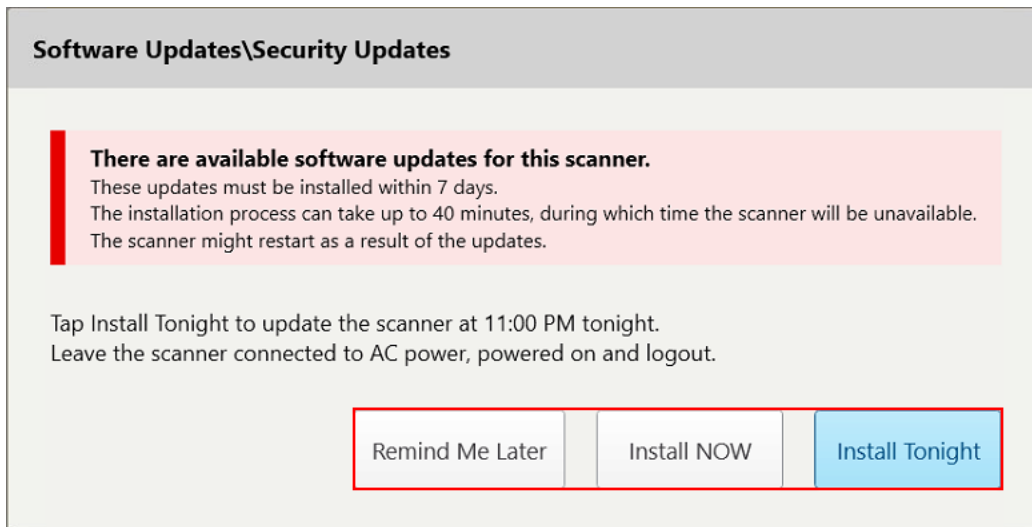 Software Updates\Security Updates
There are available software updates for this scanner.
These updates must be installed within 7 days.
The installation process can take up to 40 minutes, during which time the scanner will be unavailable.
The scanner might restart as a result of the updates.
Tap Install Tonight to update the scanner at 11:00 PM tonight.
Leave the scanner connected to AC power, powered on and logout.
Remind Me Later Install NOW Install Tonight